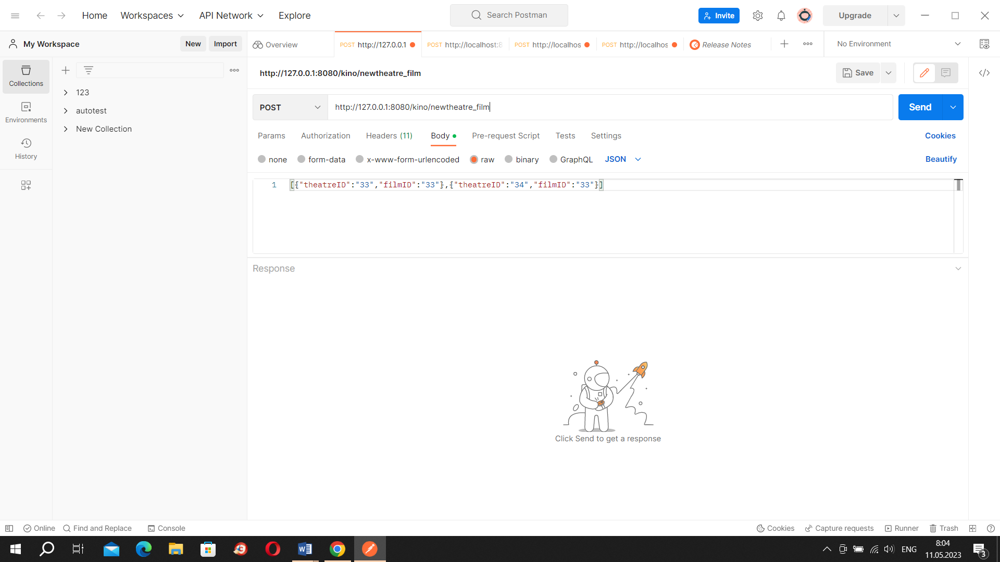 Home Workspaces API Network Explore Search Postman Invite Upgrade
My Workspace New Import Overview POST http://127.0.0.1 POST http://localhost:8 POST http://localhos POST http://localhos Release Notes No Environment
Collections
Environments
History
123
autotest
New Collection
http://127.0.0.1:8080/kino/newtheatre_film Save
POST http://127.0.0.1:8080/kino/newtheatre_film Send
Params Authorization Headers (11) Body Pre-request Script Tests Settings Cookies
none form-data x-www-form-urlencoded raw binary GraphQL JSON Beautify
1 [{"theatreID":"33","filmID":"33"},{"theatreID":"34","filmID":"33"}]
Response
Click Send to get a response
Online Find and Replace Console Cookies Capture requests Runner Trash
ENG 8:04
11.05.2023 3